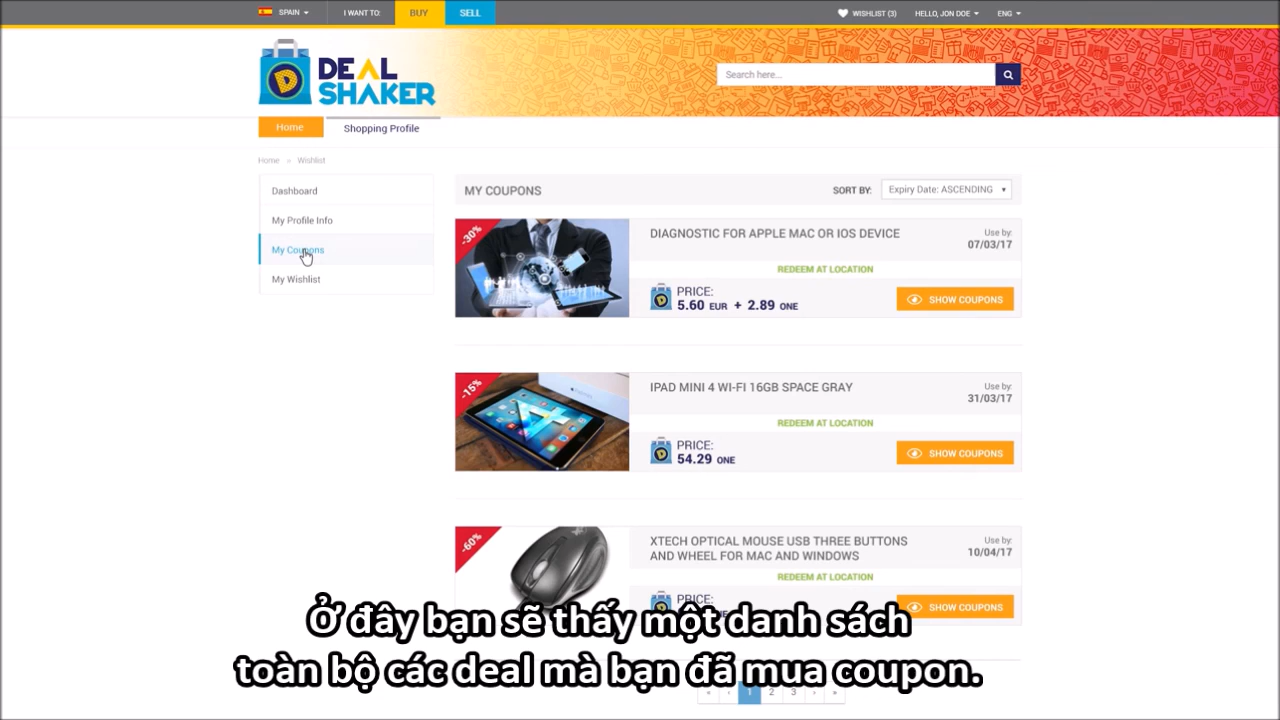 SPAIN
I WANT TO:
BUY
SELL
WISHLIST (3)
HELLO, JON DOE
ENG
DEAL
SHAKER
Search here...
Home
Shopping Profile
Home » Wishlist
Dashboard
My Profile Info
My Coupons
My Wishlist
MY COUPONS
SORT BY:
Expiry Date: ASCENDING
-30%
DIAGNOSTIC FOR APPLE MAC OR IOS DEVICE
Use by:
07/03/17
REDEEM AT LOCATION
PRICE:
5.60 EUR + 2.89 ONE
SHOW COUPONS
-15%
IPAD MINI 4 WI-FI 16GB SPACE GRAY
Use by:
31/03/17
REDEEM AT LOCATION
PRICE:
54.29 ONE
SHOW COUPONS
-60%
XTECH OPTICAL MOUSE USB THREE BUTTONS
AND WHEEL FOR MAC AND WINDOWS
Use by:
10/04/17
REDEEM AT LOCATION
SHOW COUPONS
Ở đây bạn sẽ thấy một danh sách
toàn bộ các deal mà bạn đã mua coupon.
« ‹ 1 2 3 › »